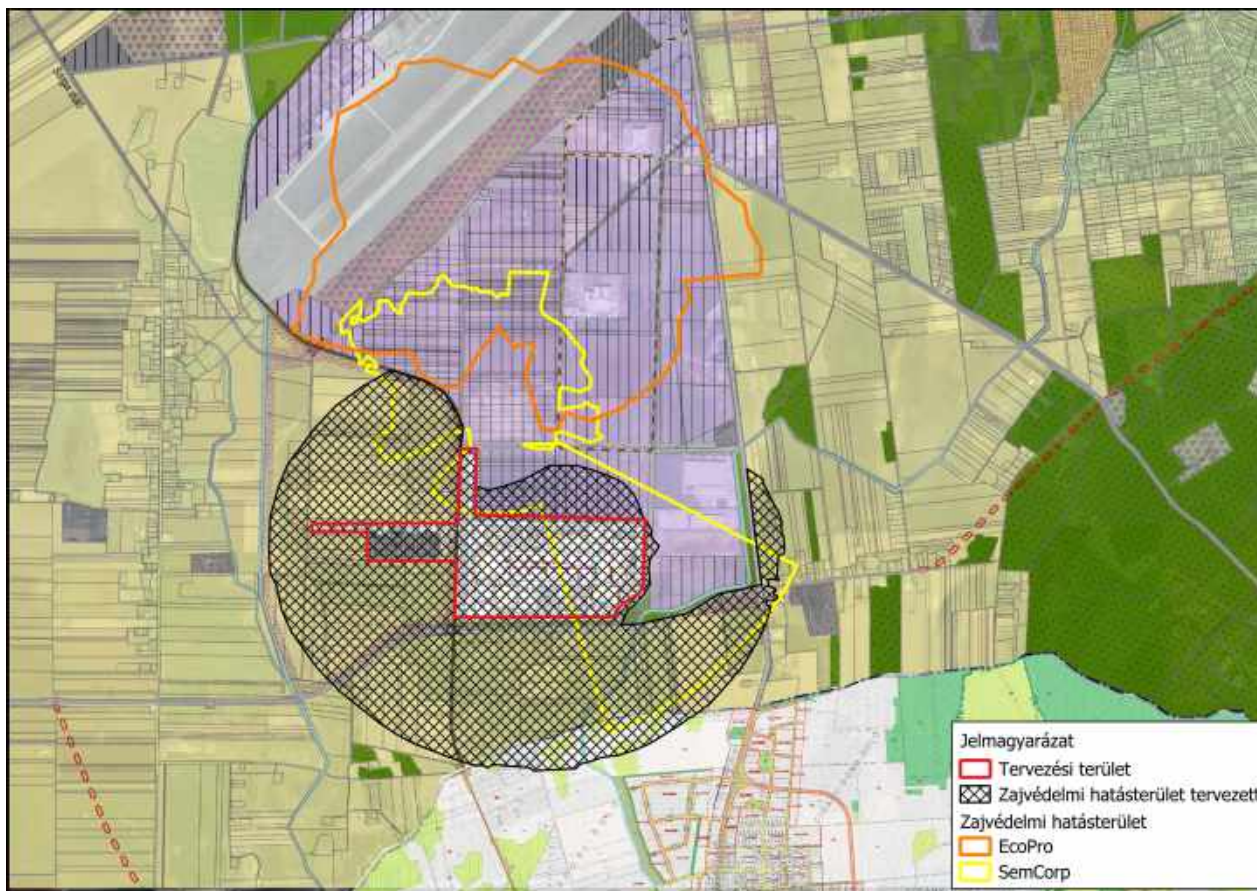 Jelmagyarázat
Tervezési terület
Zajvédelmi hatásterület tervezett
Zajvédelmi hatásterület
EcoPro
SemCorp